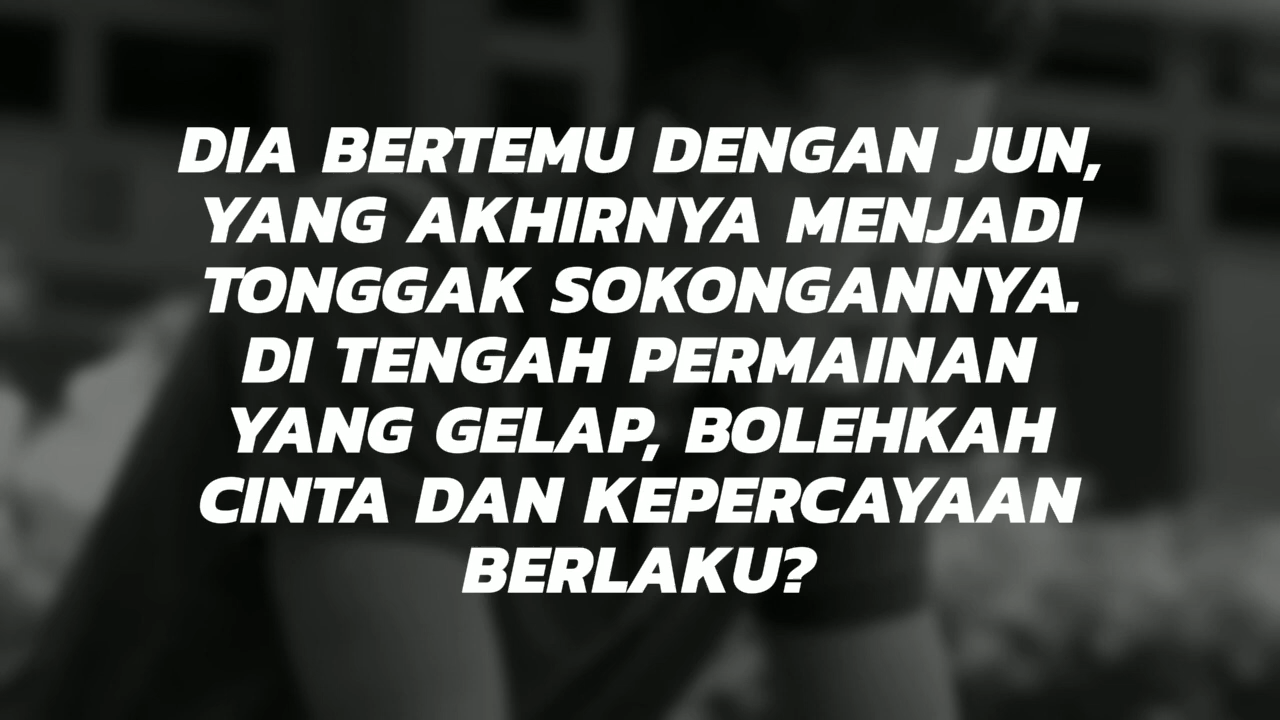 DIA BERTEMU DENGAN JUN,
YANG AKHIRNYA MENJADI
TONGGAK SOKONGANNYA.
DI TENGAH PERMAINAN
YANG GELAP, BOLEHKAH
CINTA DAN KEPERCAYAAN
BERLAKU?